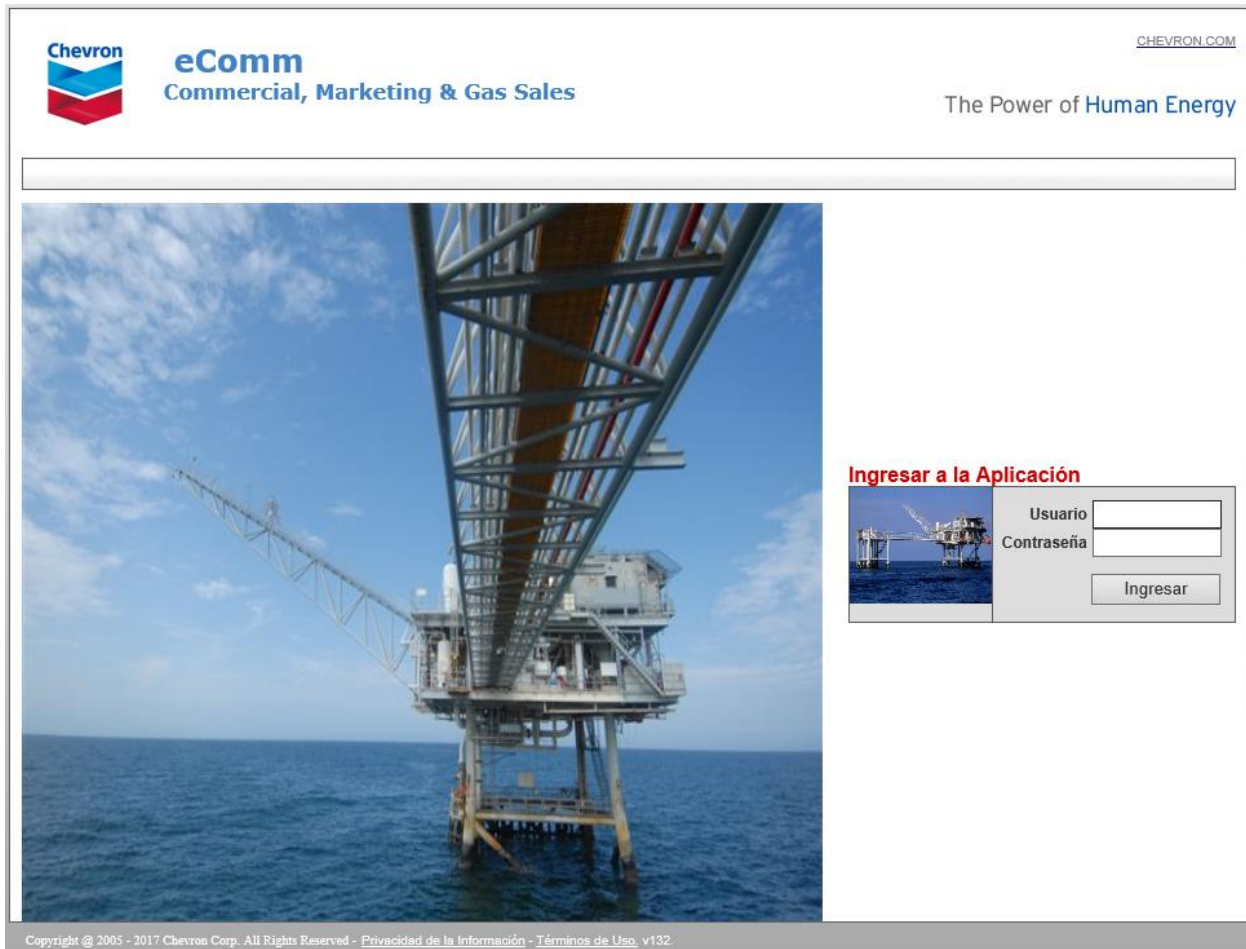 Chevron
eComm
Commercial, Marketing & Gas Sales
CHEVRON.COM
The Power of Human Energy
Ingresar a la Aplicación
Usuario
Contraseña
Ingresar
Copyright @ 2005 - 2017 Chevron Corp. All Rights Reserved - Privacidad de la Información - Términos de Uso. v132.